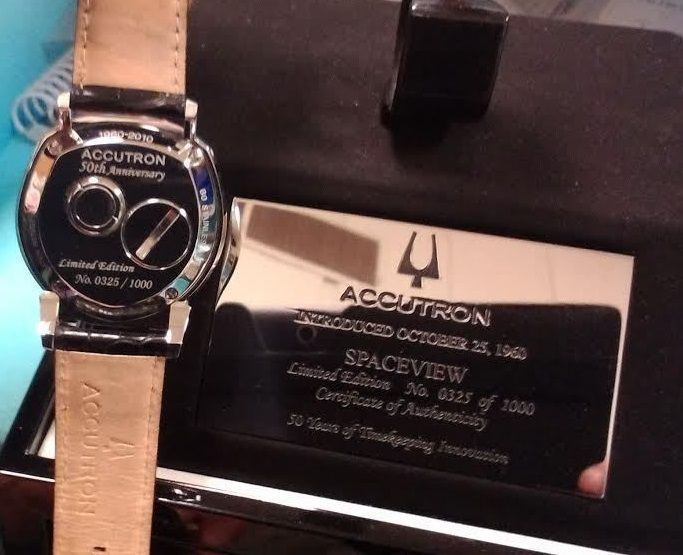 1960-2010
ACCUTRON
50th Anniversary
Limited Edition
No. 0325 / 1000
ACCUTRON
ACCUTRON
INTRODUCED OCTOBER 25, 1960
SPACEVIEW
Limited Edition No. 0325 of 1000
Certificate of Authenticity
50 Years of Timekeeping Innovation